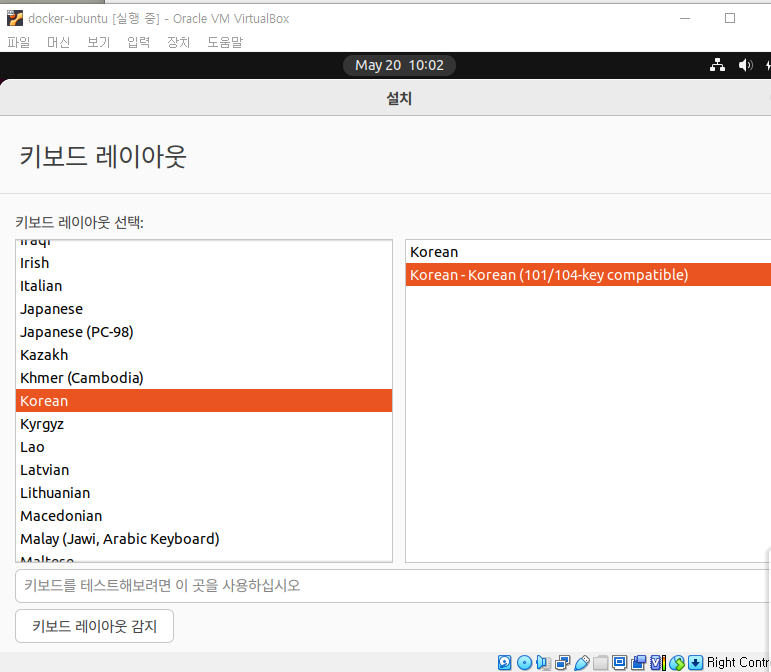 docker-ubuntu [실행 중] - Oracle VM VirtualBox
파일 머신 보기 입력 장치 도움말
May 20 10:02
설치
키보드 레이아웃
키보드 레이아웃 선택:
Iraqi
Irish
Italian
Japanese
Japanese (PC-98)
Kazakh
Khmer (Cambodia)
Korean
Kyrgyz
Lao
Latvian
Lithuanian
Macedonian
Malay (Jawi, Arabic Keyboard)
Maltese
Korean
Korean - Korean (101/104-key compatible)
키보드를 테스트해보려면 이 곳을 사용하십시오
키보드 레이아웃 감지
Right Contr